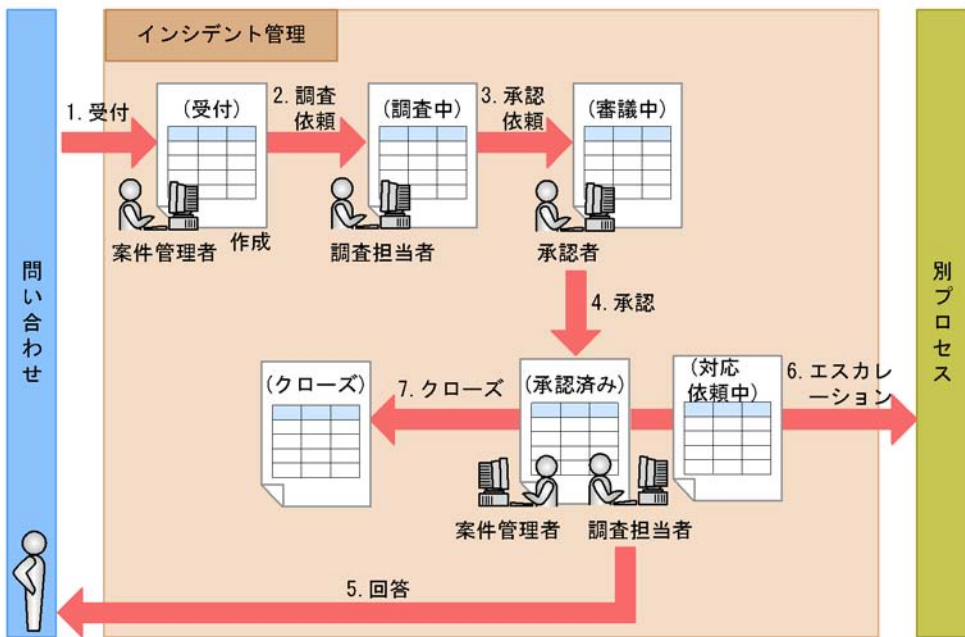 インシデント管理
1.受付
(受付)
2.調査
依頼
(調査中)
3.承認
依頼
(審議中)
案件管理者
作成
調査担当者
承認者
問い合わせ
別プロセス
4.承認
(クローズ)
7.クローズ
(承認済み)
(対応
依頼中)
6.エスカレ
ーション
案件管理者
調査担当者
5.回答